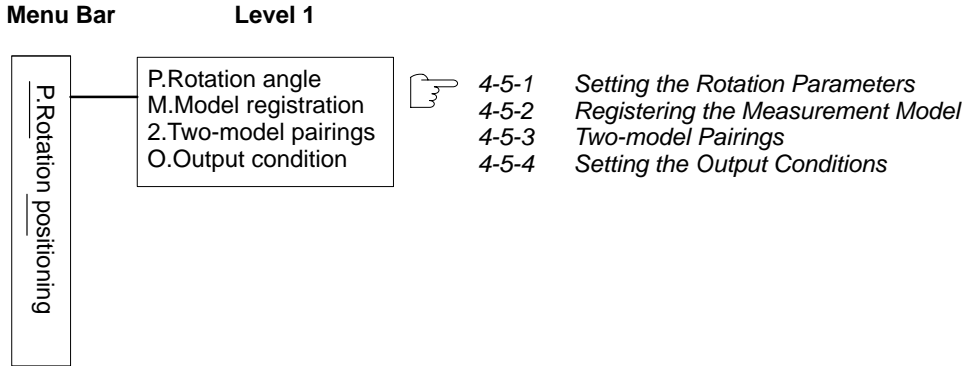 Menu Bar Level 1
P.Rotation positioning
P.Rotation angle
M.Model registration
2.Two-model pairings
O.Output condition
4-5-1 Setting the Rotation Parameters
4-5-2 Registering the Measurement Model
4-5-3 Two-model Pairings
4-5-4 Setting the Output Conditions